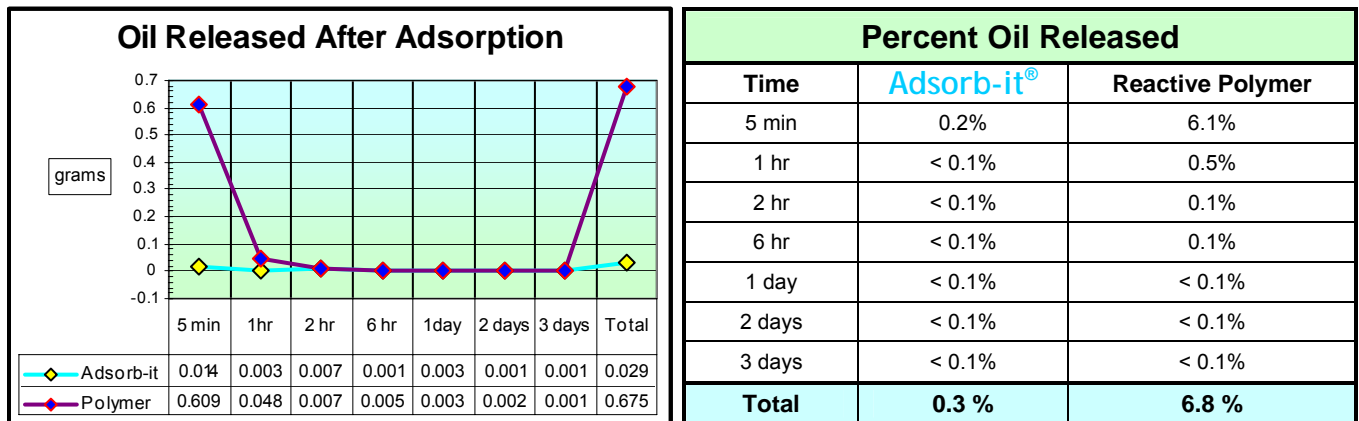 Oil Released After Adsorption
0.7
0.6
0.5
0.4
0.3
0.2
0.1
0
-0.1
grams
5 min 1hr 2 hr 6 hr 1day 2 days 3 days Total
Adsorb-it 0.014 0.003 0.007 0.001 0.003 0.001 0.001 0.029
Polymer 0.609 0.048 0.007 0.005 0.003 0.002 0.001 0.675
Percent Oil Released
Time Adsorb-it® Reactive Polymer
5 min 0.2% 6.1%
1 hr < 0.1% 0.5%
2 hr < 0.1% 0.1%
6 hr < 0.1% 0.1%
1 day < 0.1% < 0.1%
2 days < 0.1% < 0.1%
3 days < 0.1% < 0.1%
Total 0.3 % 6.8 %